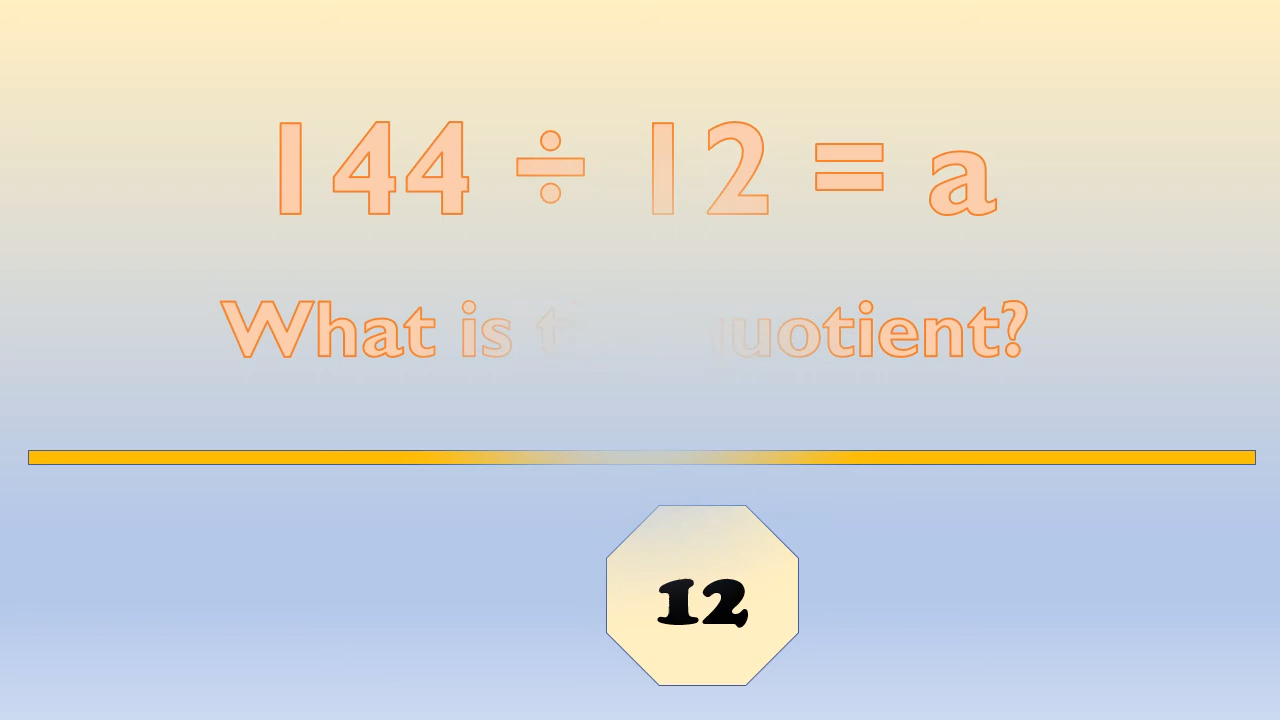 144 ÷ 12 = a
What is quotient?
12